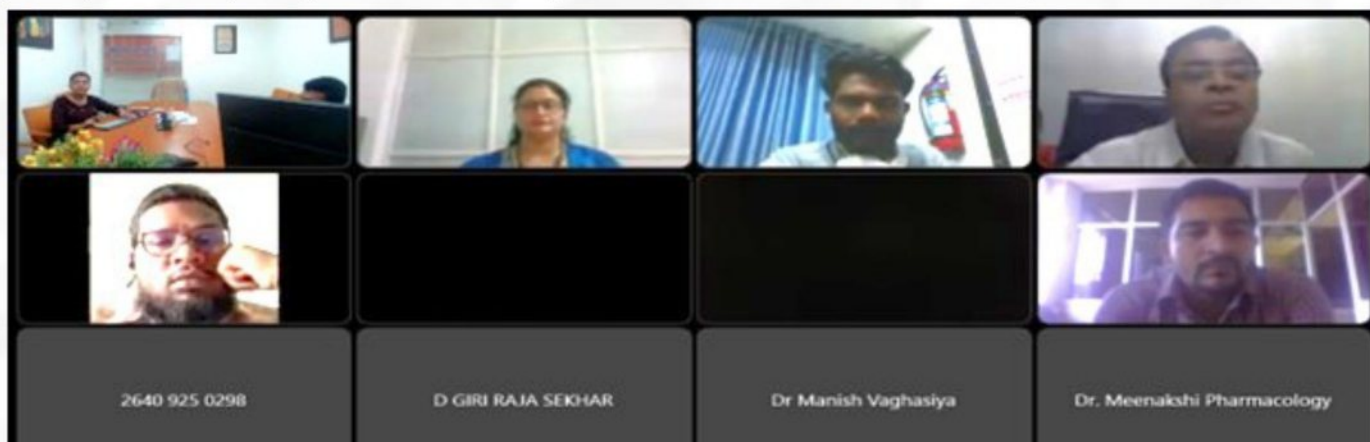 2640 925 0298
D GIRI RAJA SEKHAR
Dr Manish Vaghasiya
Dr. Meenakshi Pharmacology